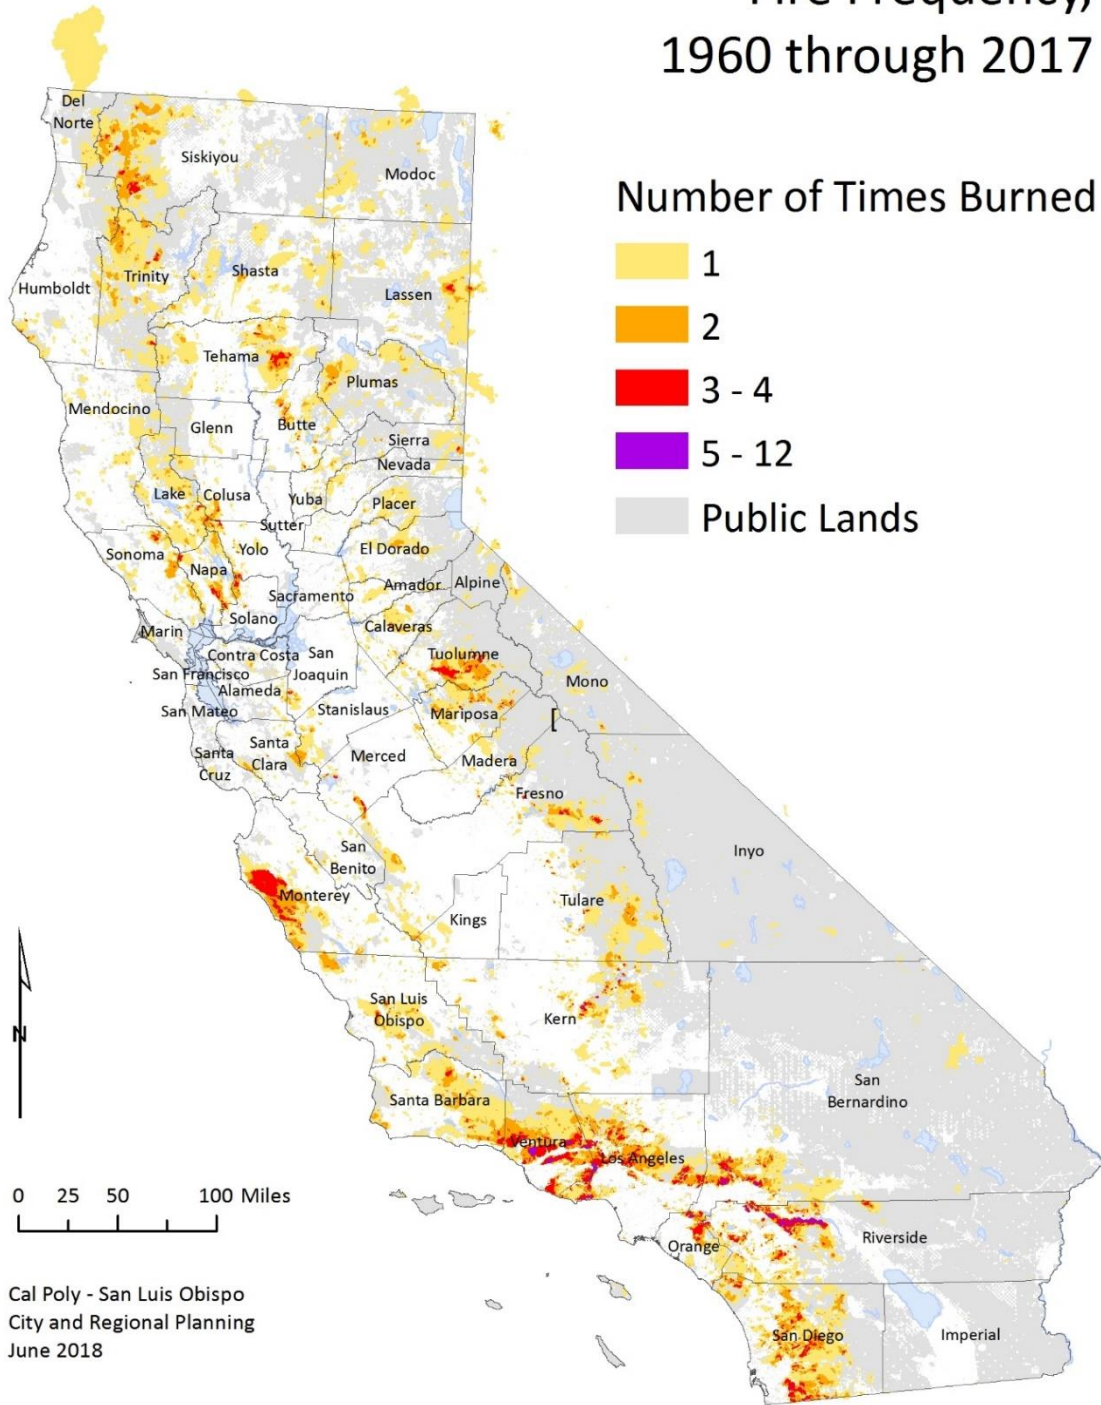 1960 through 2017
Number of Times Burned
1
2
3 - 4
5 - 12
Public Lands
Del
Norte
Siskiyou
Modoc
Humboldt
Trinity
Shasta
Lassen
Tehama
Plumas
Mendocino
Glenn
Butte
Sierra
Nevada
Lake
Colusa
Yuba
Placer
Sutter
Sonoma
Yolo
El Dorado
Napa
Amador
Alpine
Sacramento
Solano
Marin
Calaveras
Contra Costa
San
Joaquin
Tuolumne
San Francisco
Alameda
Mono
San Mateo
Stanislaus
Mariposa
[
Santa
Clara
Merced
Santa
Cruz
Madera
Fresno
San
Benito
Inyo
Monterey
Tulare
Kings
San Luis
Obispo
Kern
N
Santa Barbara
San
Bernardino
Ventura
Los Angeles
0 25 50 100 Miles
Orange
Riverside
San Diego
Imperial
Cal Poly - San Luis Obispo
City and Regional Planning
June 2018